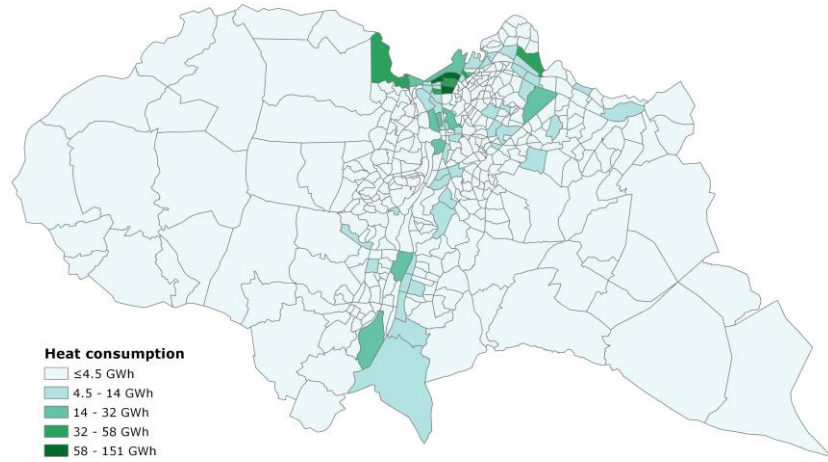 Heat consumption
≤4.5 GWh
4.5 - 14 GWh
14 - 32 GWh
32 - 58 GWh
58 - 151 GWh